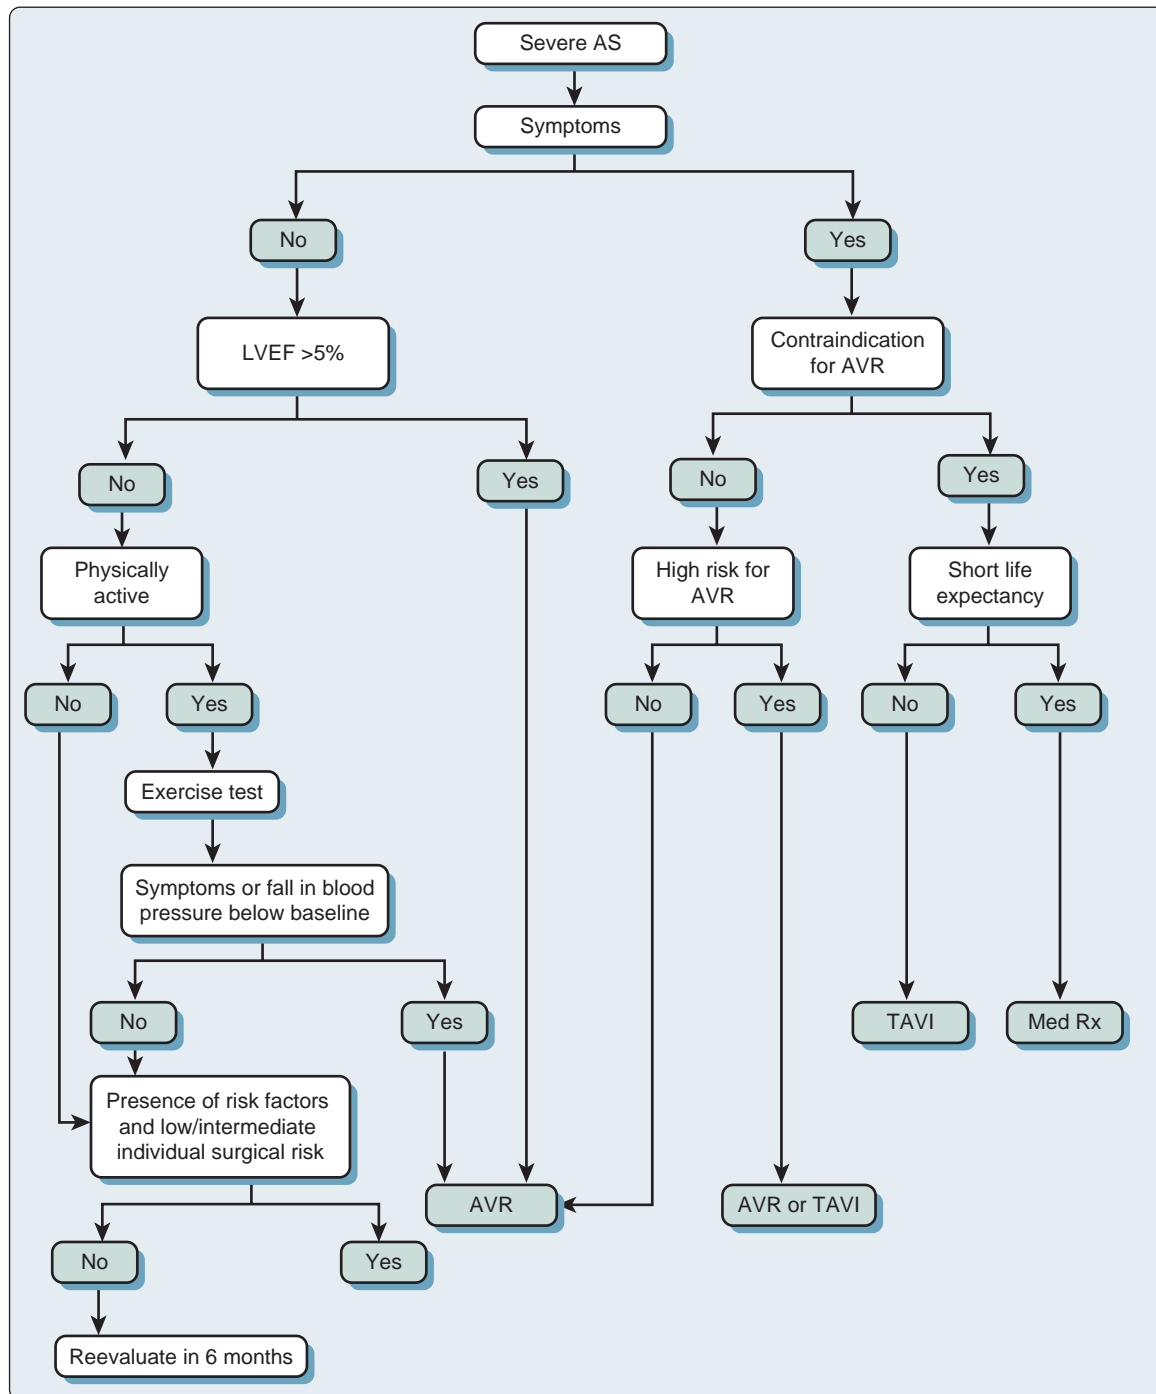 Severe AS
Symptoms
No
Yes
LVEF >5%
Contraindication
for AVR
No
Yes
No
Yes
Physically
active
High risk for
AVR
Short life
expectancy
No
Yes
No
Yes
No
Yes
Exercise test
Symptoms or fall in blood
pressure below baseline
No
Yes
TAVI
Med Rx
Presence of risk factors
and low/intermediate
individual surgical risk
AVR
AVR or TAVI
No
Yes
Reevaluate in 6 months